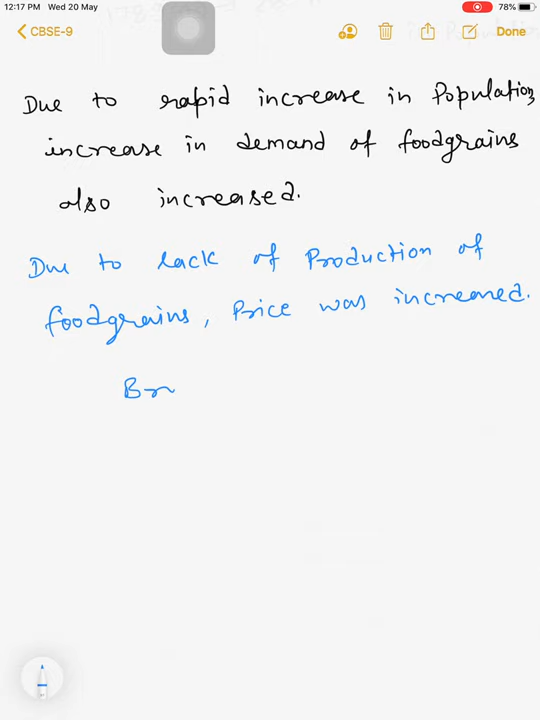 12:17 PM Wed 20 May
78%
CBSE-9
Done
Due to rapid increase in Population,
increase in demand of foodgrains
also increased.
Due to lack of Production of
foodgrains, Price was increased.
Br